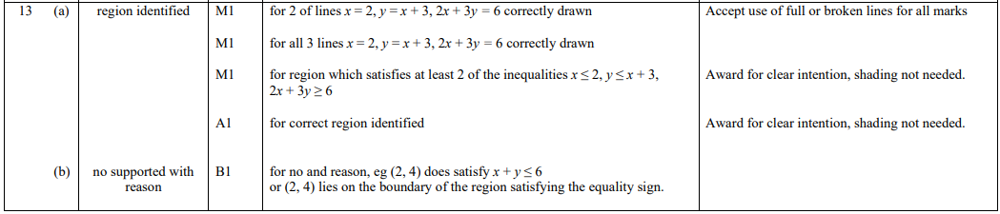 13 (a) region identified M1 for 2 of lines x = 2, y = x + 3, 2x + 3y = 6 correctly drawn Accept use of full or broken lines for all marks
M1 for all 3 lines x = 2, y = x + 3, 2x + 3y = 6 correctly drawn
M1 for region which satisfies at least 2 of the inequalities x ≤ 2, y ≤ x + 3, Award for clear intention, shading not needed.
2x + 3y ≥ 6
A1 for correct region identified Award for clear intention, shading not needed.
(b) no supported with B1 for no and reason, eg (2, 4) does satisfy x + y ≤ 6
reason or (2, 4) lies on the boundary of the region satisfying the equality sign.